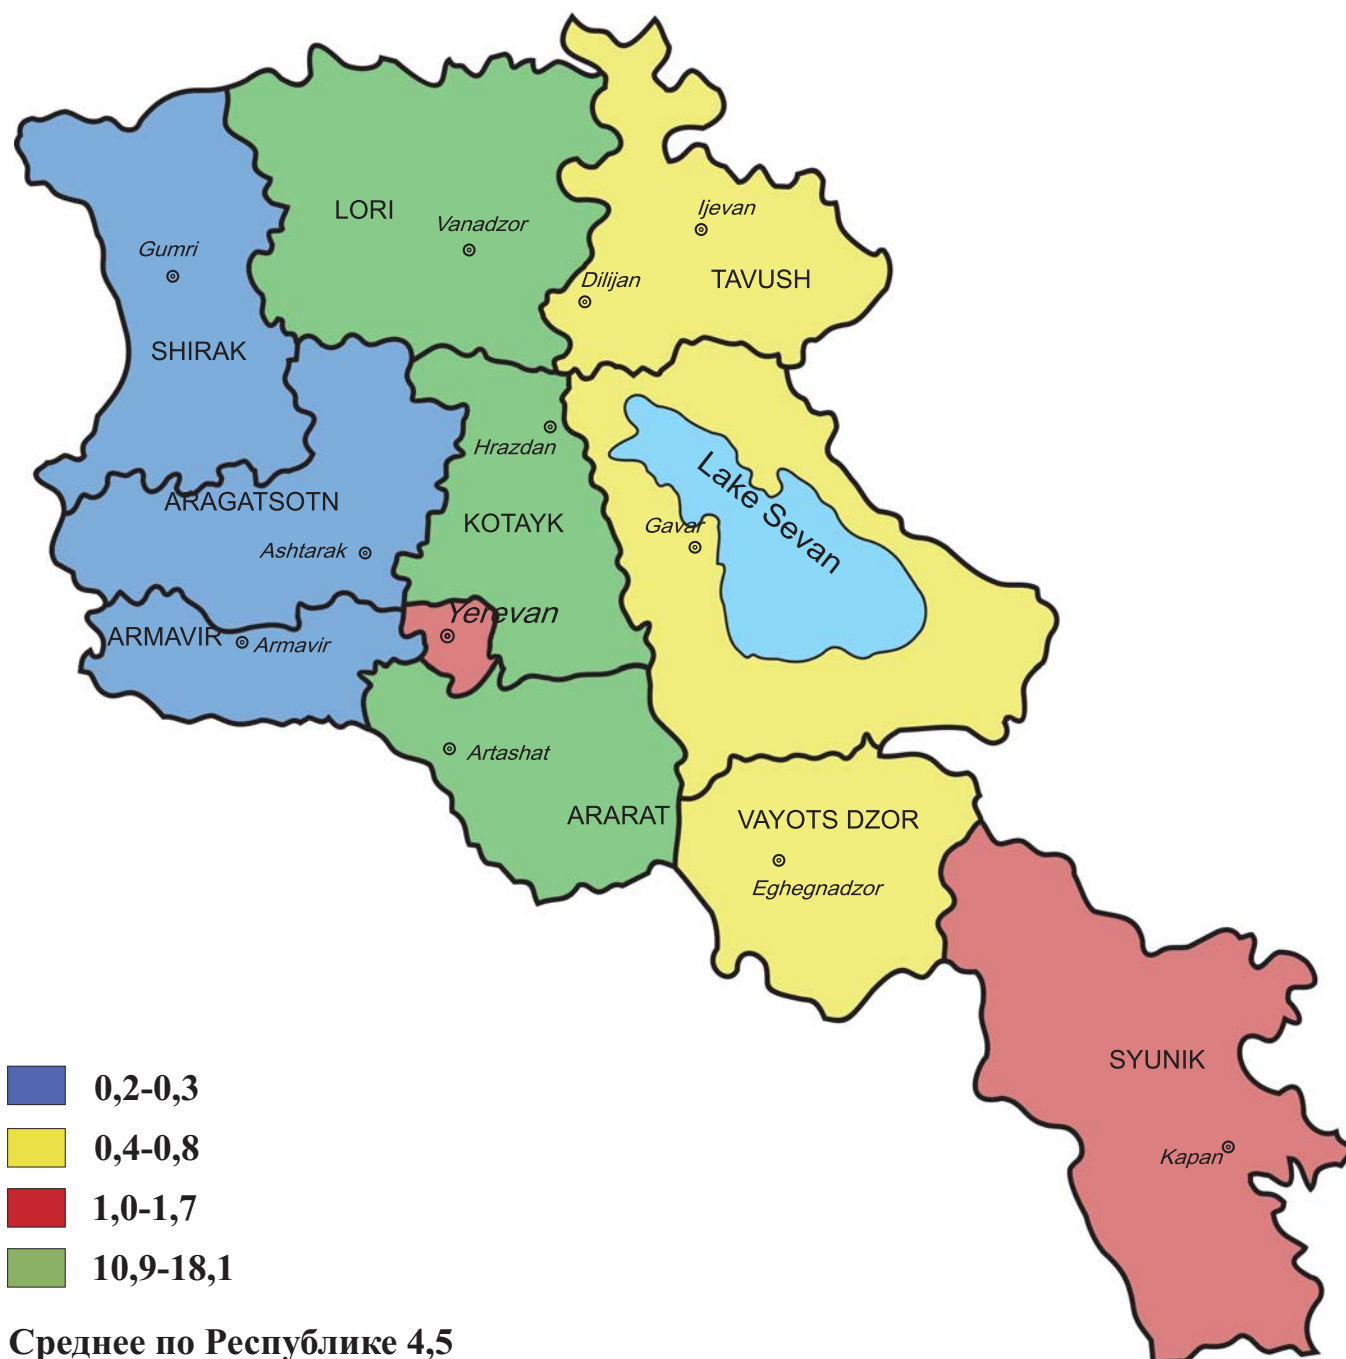 Ijevan
LORI
Vanadzor
Gumri
Dilijan
TAVUSH
SHIRAK
Hrazdan
Lake Sevan
ARAGATSOTN
KOTAYK
Gavar
Ashtarak
Yerevan
ARMAVIR
Armavir
Artashat
ARARAT
VAYOTS DZOR
Eghegnadzor
SYUNIK
Kapan
0,2-0,3
0,4-0,8
1,0-1,7
10,9-18,1
Среднее по Республике 4,5